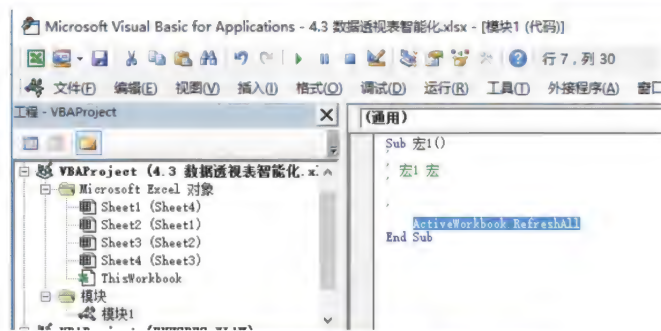 Microsoft Visual Basic for Applications - 4.3 数据透视表智能化.xlsx - [模块1 (代码)]
行 7，列 30
文件(F) 编辑(E) 视图(V) 插入(I) 格式(O) 调试(D) 运行(R) 工具(T) 外接程序(A) 窗口
工程 - VBAProject
(通用)
VBAProject (4.3 数据透视表智能化.x
Microsoft Excel 对象
Sheet1 (Sheet4)
Sheet2 (Sheet1)
Sheet3 (Sheet2)
Sheet4 (Sheet3)
ThisWorkbook
模块
模块1
Sub 宏1()
' 宏1 宏
ActiveWorkbook.RefreshAll
End Sub